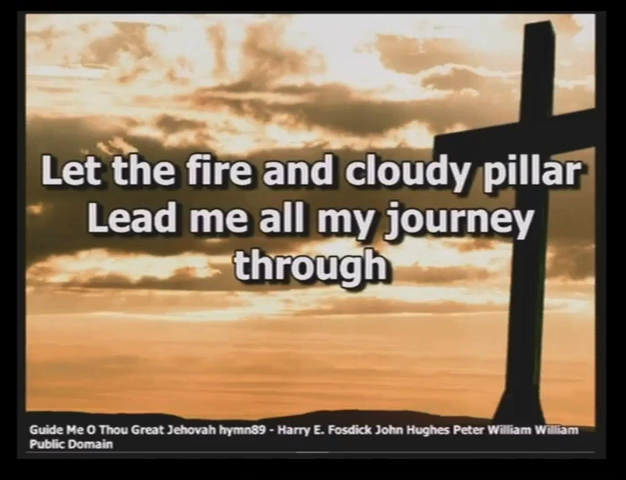 Let the fire and cloudy pillar
Lead me all my journey
through
Guide Me O Thou Great Jehovah hymn89 - Harry E. Fosdick John Hughes Peter William William
Public Domain